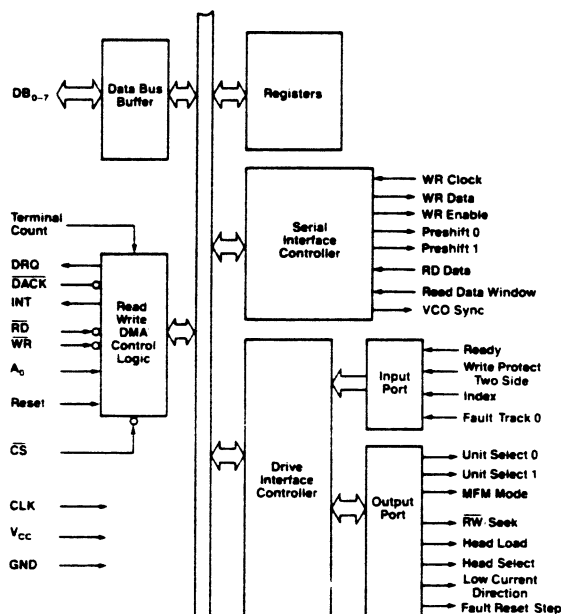 DB0-7
Data Bus
Buffer
Registers
Terminal
Count
DRQ
DACK
INT
RD
WR
A0
Reset
CS
CLK
VCC
GND
Read
Write
DMA
Control
Logic
Serial
Interface
Controller
WR Clock
WR Data
WR Enable
Preshift 0
Preshift 1
RD Data
Read Data Window
VCO Sync
Drive
Interface
Controller
Input
Port
Ready
Write Protect
Two Side
Index
Fault Track 0
Output
Port
Unit Select 0
Unit Select 1
MFM Mode
RW·Seek
Head Load
Head Select
Low Current
Direction
Fault Reset Step